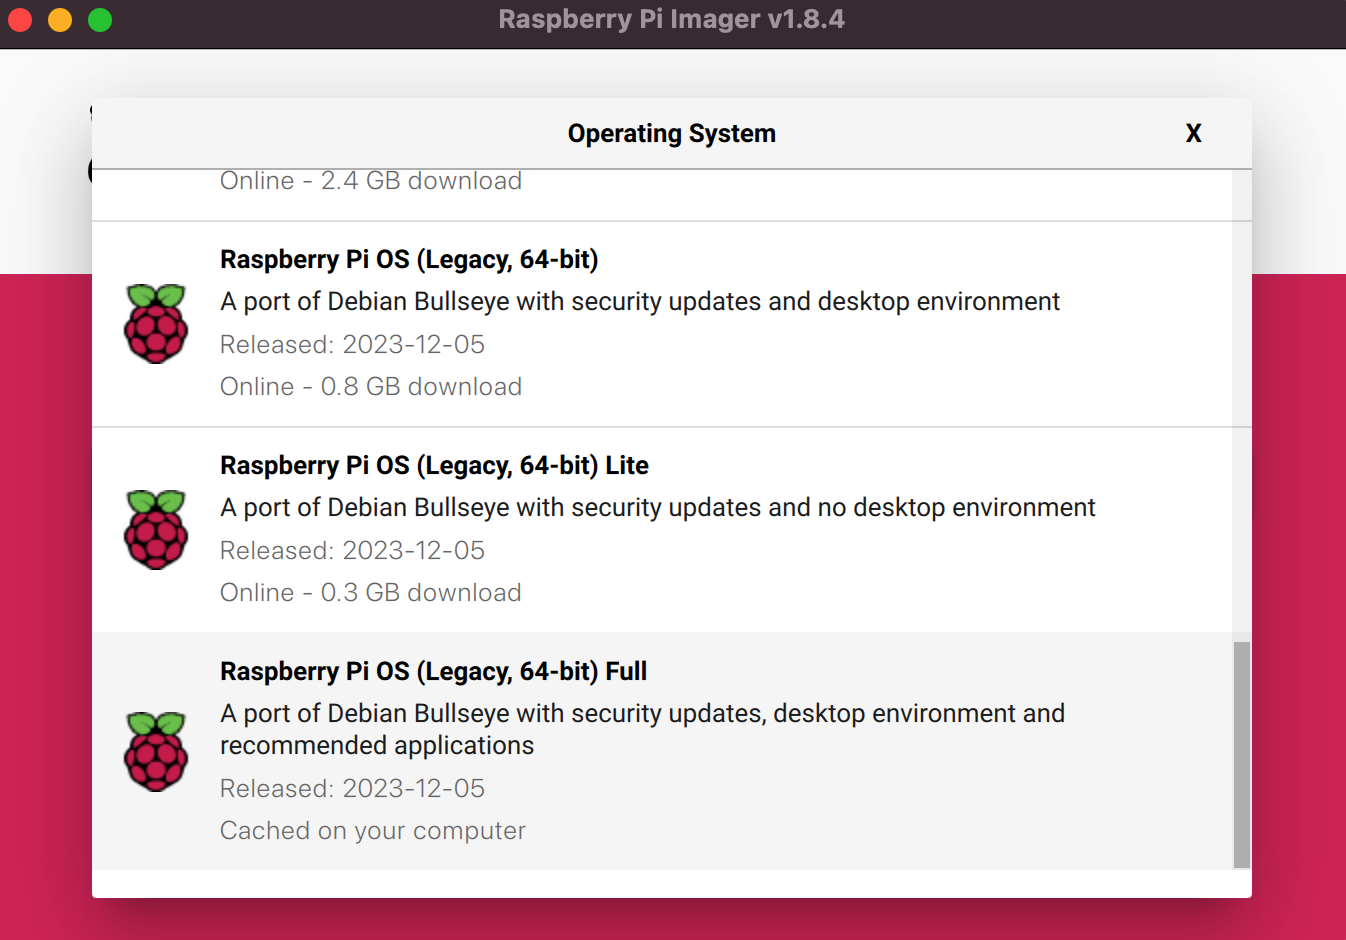 Raspberry Pi Imager v1.8.4
Operating System
X
Online - 2.4 GB download
Raspberry Pi OS (Legacy, 64-bit)
A port of Debian Bullseye with security updates and desktop environment
Released: 2023-12-05
Online - 0.8 GB download
Raspberry Pi OS (Legacy, 64-bit) Lite
A port of Debian Bullseye with security updates and no desktop environment
Released: 2023-12-05
Online - 0.3 GB download
Raspberry Pi OS (Legacy, 64-bit) Full
A port of Debian Bullseye with security updates, desktop environment and
recommended applications
Released: 2023-12-05
Cached on your computer